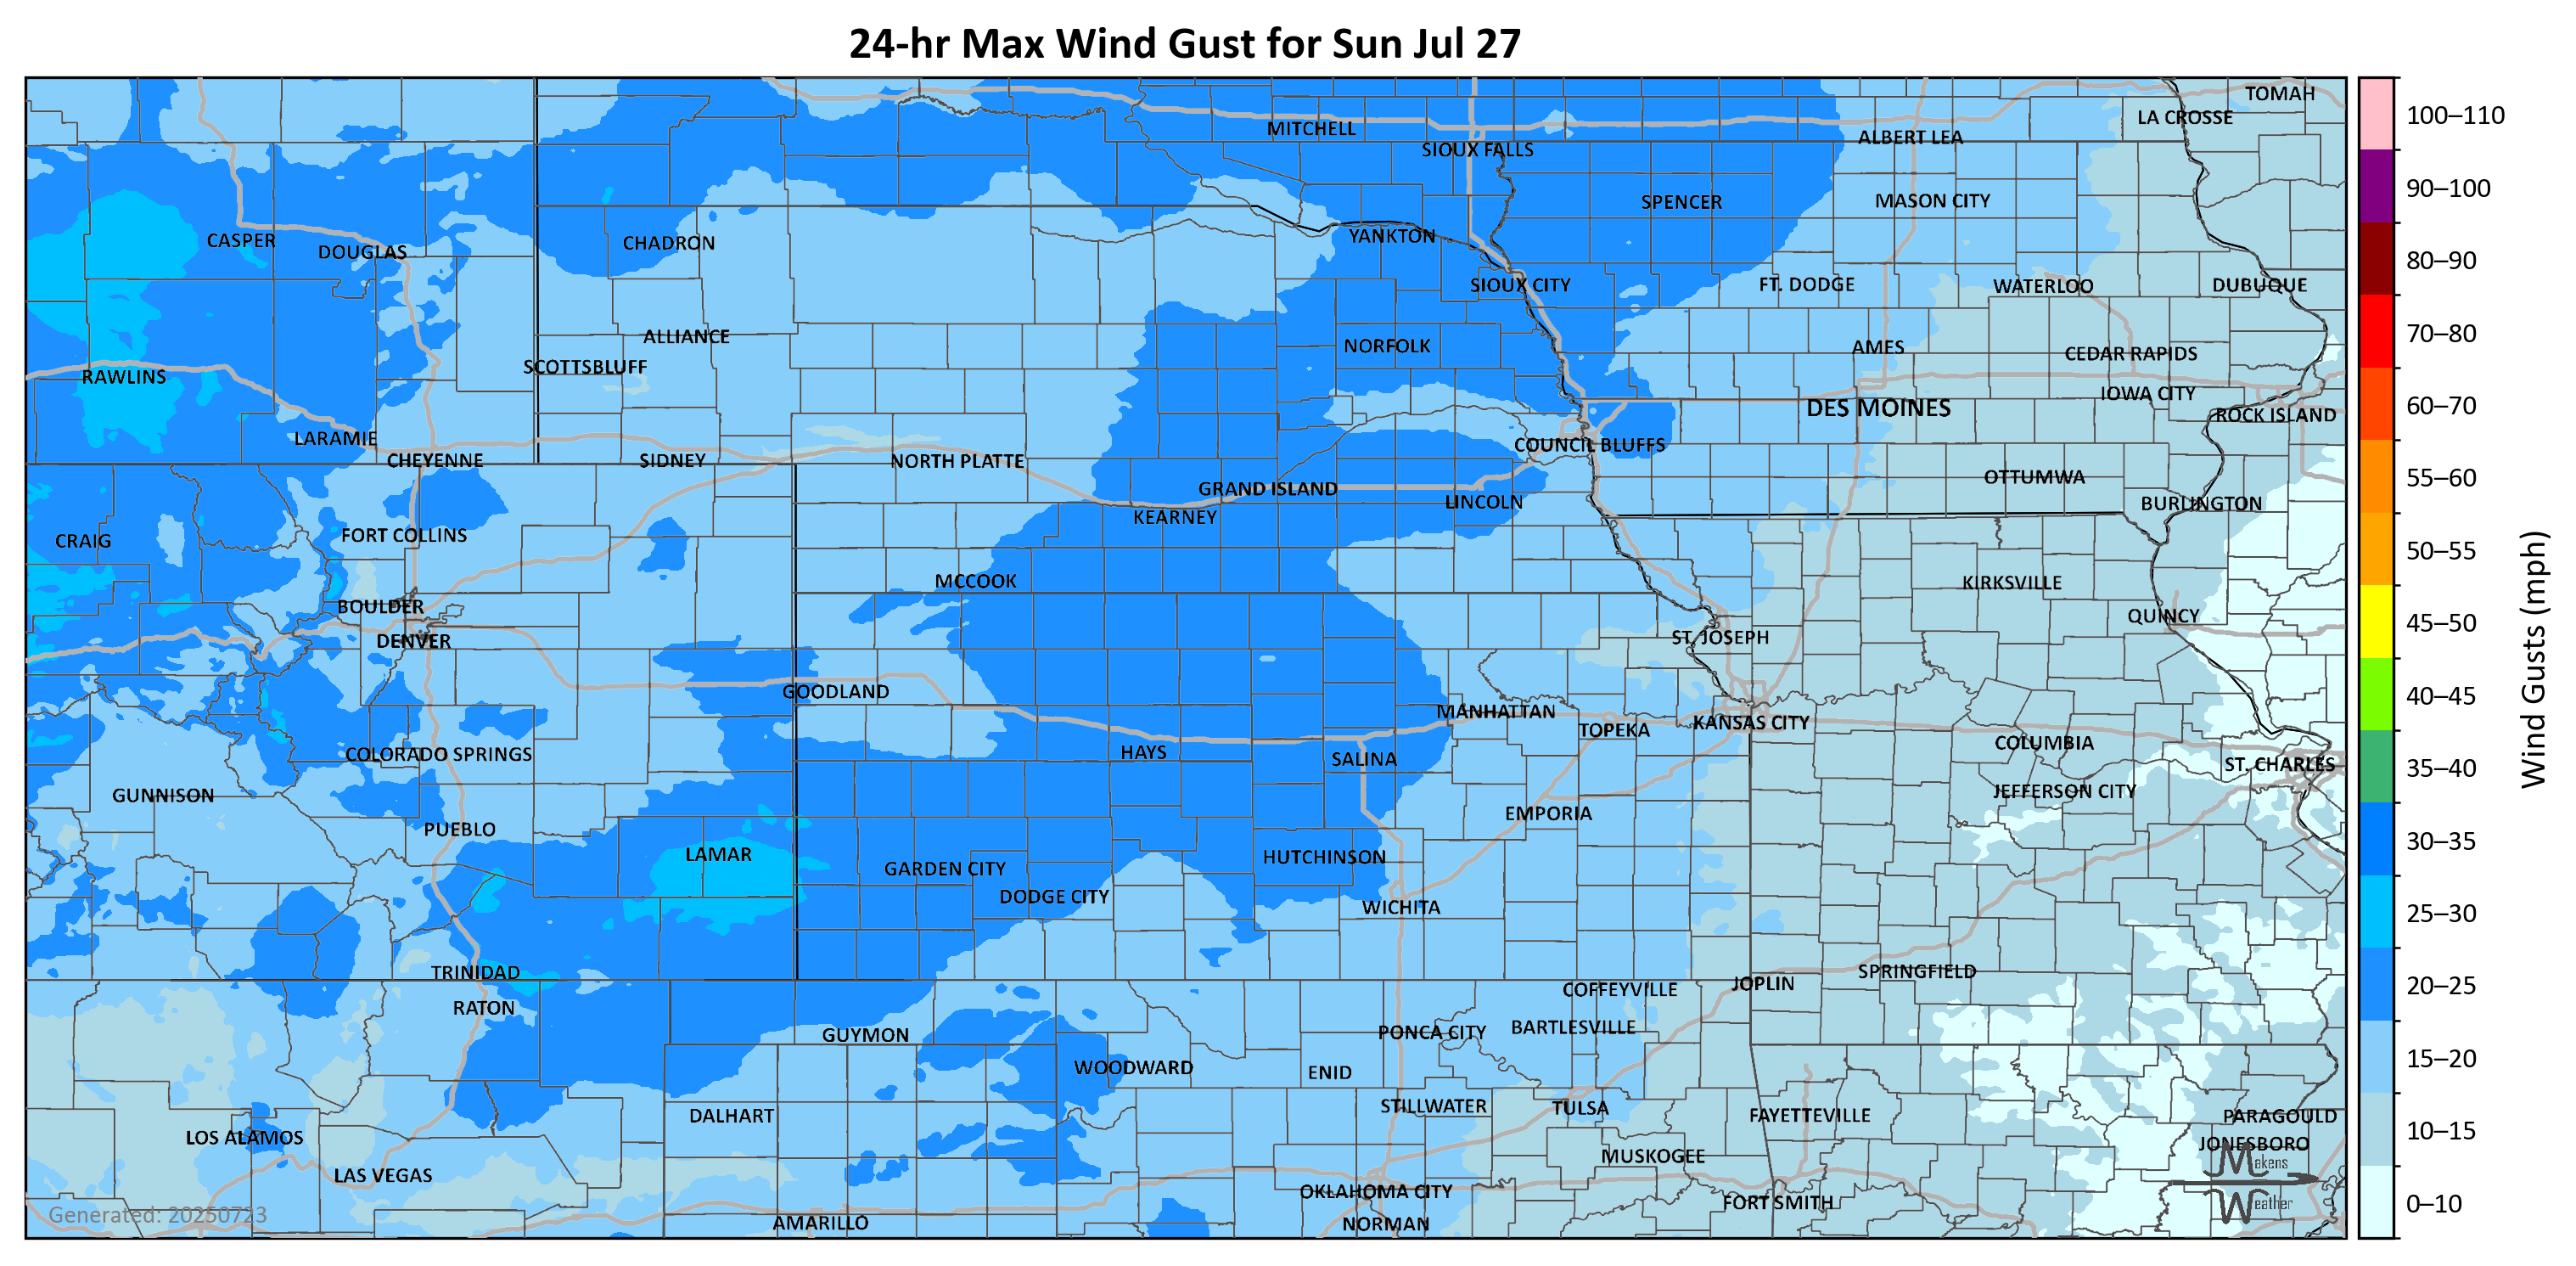 24-hr Max Wind Gust for Sun Jul 27
TOMAH
LA CROSSE
MITCHELL
ALBERT LEA
SIOUX FALLS
SPENCER
MASON CITY
CASPER
DOUGLAS
CHADRON
YANKTON
SIOUX CITY
FT. DODGE
WATERLOO
DUBUQUE
ALLIANCE
NORFOLK
AMES
CEDAR RAPIDS
SCOTTSBLUFF
RAWLINS
IOWA CITY
DES MOINES
ROCK ISLAND
LARAMIE
COUNCIL BLUFFS
CHEYENNE
SIDNEY
NORTH PLATTE
OTTUMWA
GRAND ISLAND
LINCOLN
BURLINGTON
KEARNEY
FORT COLLINS
CRAIG
MCCOOK
KIRKSVILLE
BOULDER
QUINCY
DENVER
ST. JOSEPH
GOODLAND
MANHATTAN
TOPEKA
KANSAS CITY
COLUMBIA
COLORADO SPRINGS
HAYS
SALINA
ST. CHARLES
GUNNISON
JEFFERSON CITY
EMPORIA
PUEBLO
LAMAR
HUTCHINSON
GARDEN CITY
DODGE CITY
WICHITA
TRINIDAD
SPRINGFIELD
JOPLIN
COFFEYVILLE
RATON
GUYMON
PONCA CITY
BARTLESVILLE
WOODWARD
ENID
DALHART
STILLWATER
TULSA
FAYETTEVILLE
PARAGOULD
LOS ALAMOS
JONESBORO
MUSKOGEE
LAS VEGAS
OKLAHOMA CITY
FORT SMITH
AMARILLO
NORMAN
Generated: 20250723
Makens
Weather
100–110
90–100
80–90
70–80
60–70
55–60
50–55
45–50
40–45
35–40
30–35
25–30
20–25
15–20
10–15
0–10
Wind Gusts (mph)